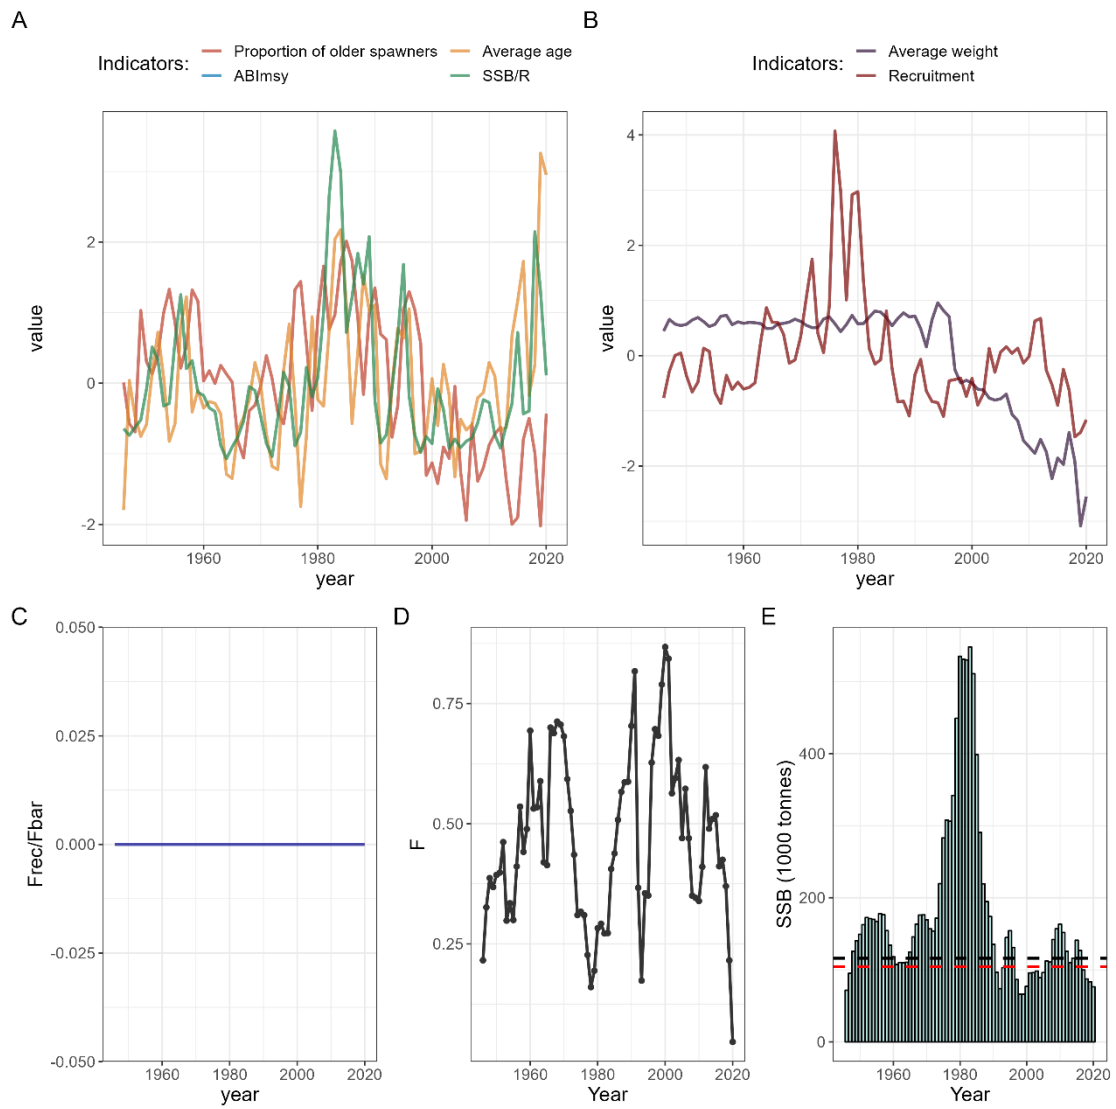 A
Indicators:
Proportion of older spawners
Average age
ABImsy
SSB/R
value
2
0
-2
1960
1980
2000
2020
year
B
Indicators:
Average weight
Recruitment
value
4
2
0
-2
1960
1980
2000
2020
year
C
Frec/Fbar
0.050
0.025
0.000
-0.025
-0.050
1960
1980
2000
2020
year
D
F
0.75
0.50
0.25
1960
1980
2000
2020
Year
E
SSB (1000 tonnes)
400
200
0
1960
1980
2000
2020
Year